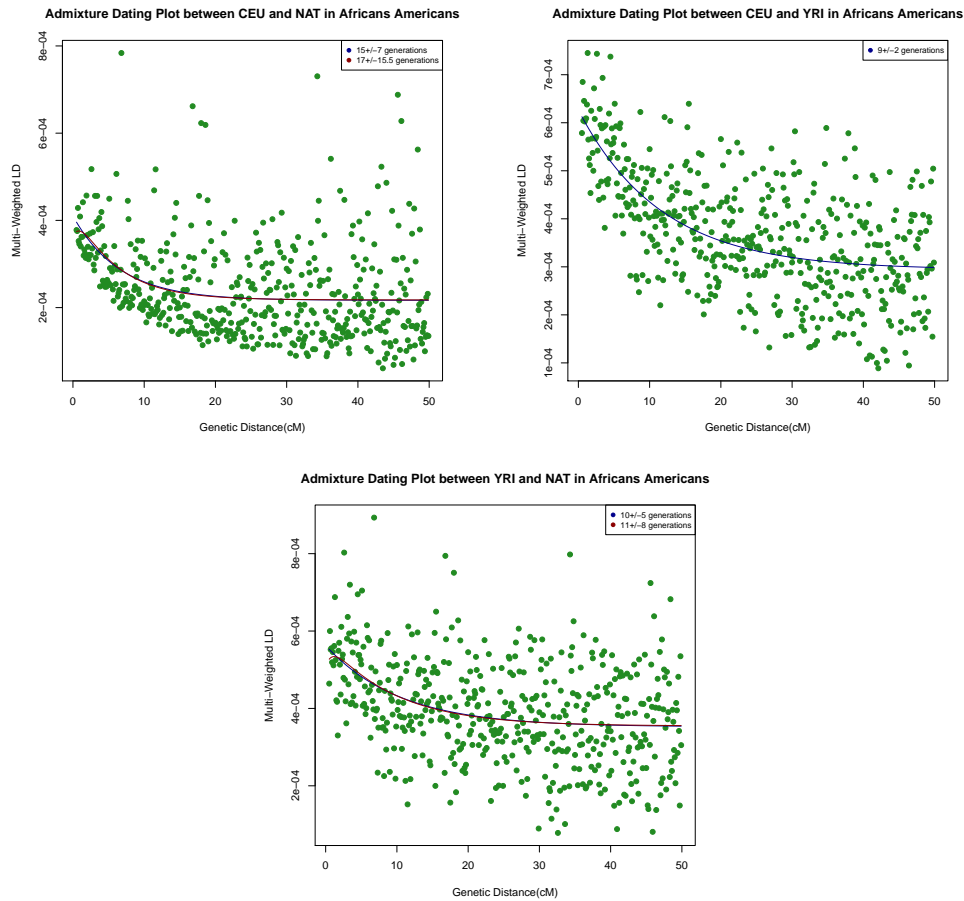 Admixture Dating Plot between CEU and NAT in Africans Americans
15+/−7 generations
17+/−15.5 generations
Multi−Weighted LD
8e−04
6e−04
4e−04
2e−04
0 10 20 30 40 50
Genetic Distance(cM)
Admixture Dating Plot between CEU and YRI in Africans Americans
9+/−2 generations
Multi−Weighted LD
7e−04
6e−04
5e−04
4e−04
3e−04
2e−04
1e−04
0 10 20 30 40 50
Genetic Distance(cM)
Admixture Dating Plot between YRI and NAT in Africans Americans
10+/−5 generations
11+/−8 generations
Multi−Weighted LD
8e−04
6e−04
4e−04
2e−04
0 10 20 30 40 50
Genetic Distance(cM)